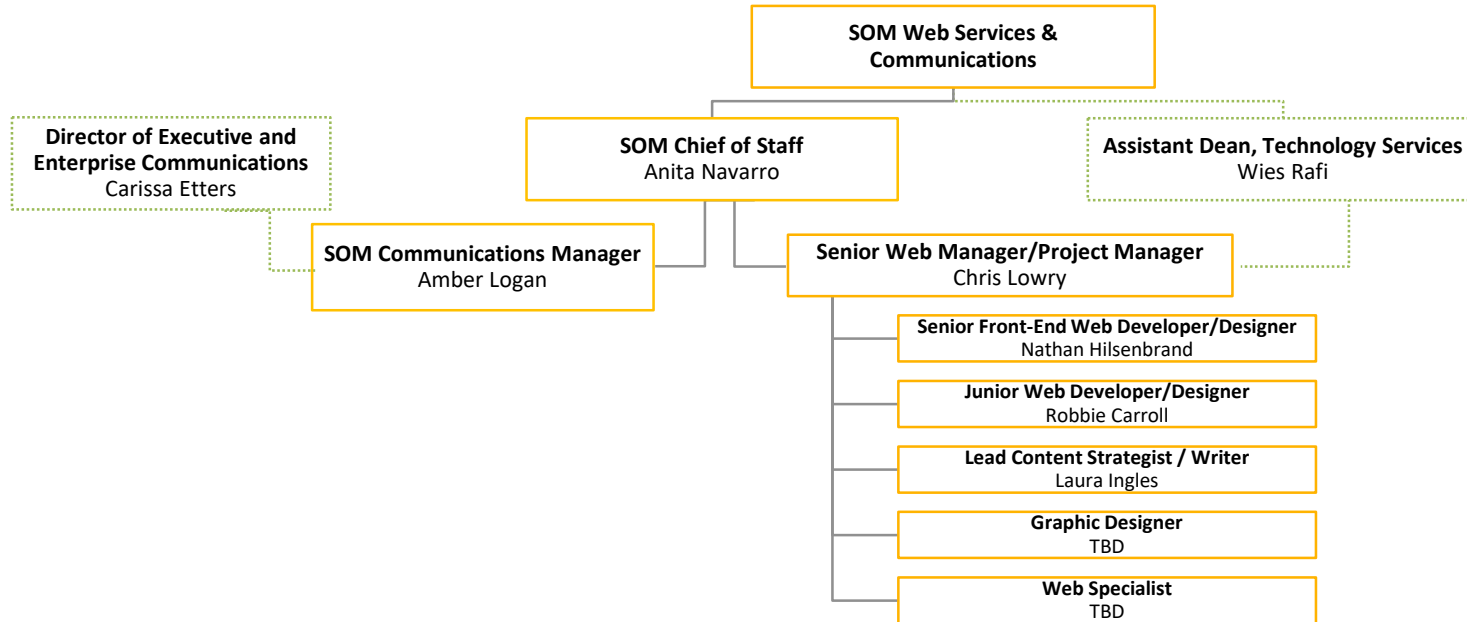 SOM Web Services &
Communications
Director of Executive and
Enterprise Communications
Carissa Etters
SOM Chief of Staff
Anita Navarro
Assistant Dean, Technology Services
Wies Rafi
SOM Communications Manager
Amber Logan
Senior Web Manager/Project Manager
Chris Lowry
Senior Front-End Web Developer/Designer
Nathan Hilsenbrand
Junior Web Developer/Designer
Robbie Carroll
Lead Content Strategist / Writer
Laura Ingles
Graphic Designer
TBD
Web Specialist
TBD